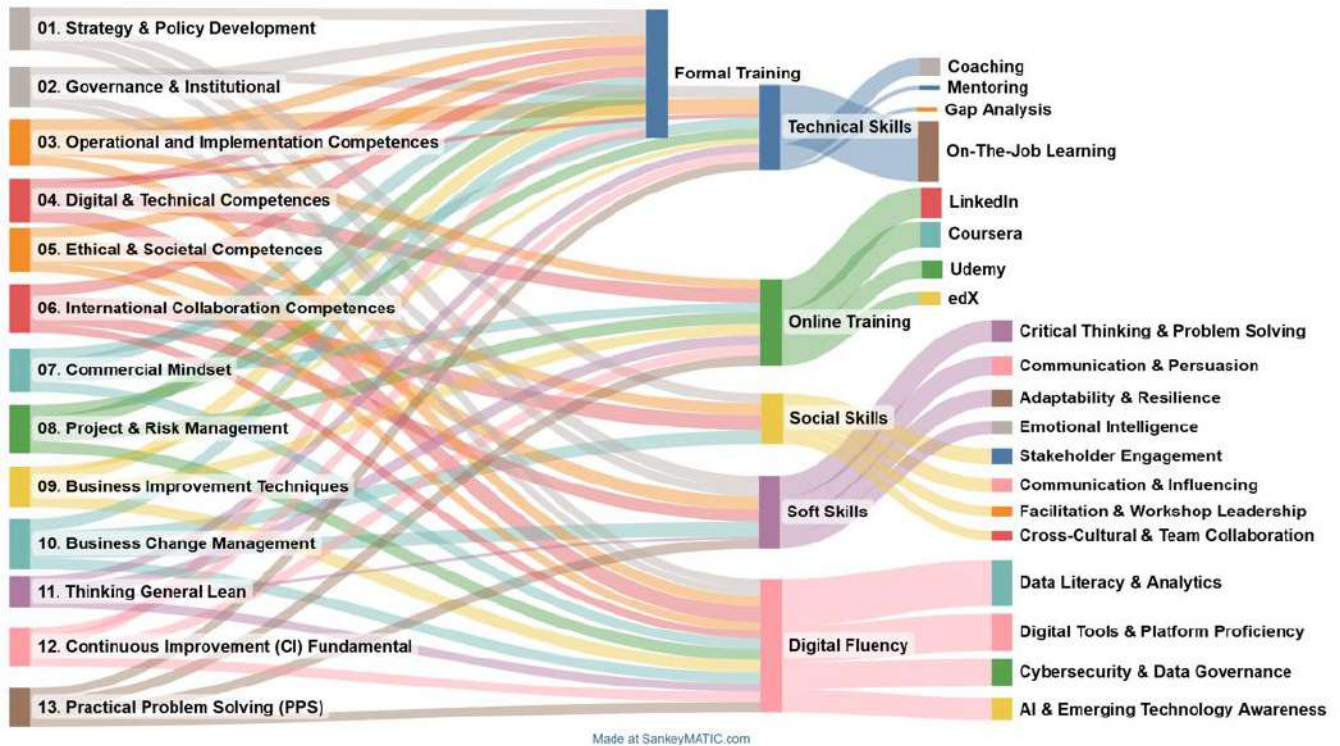 01. Strategy & Policy Development
02. Governance & Institutional
03. Operational and Implementation Competences
04. Digital & Technical Competences
05. Ethical & Societal Competences
06. International Collaboration Competences
07. Commercial Mindset
08. Project & Risk Management
09. Business Improvement Techniques
10. Business Change Management
11. Thinking General Lean
12. Continuous Improvement (CI) Fundamental
13. Practical Problem Solving (PPS)
Formal Training
Technical Skills
Online Training
Social Skills
Soft Skills
Digital Fluency
Coaching
Mentoring
Gap Analysis
On-The-Job Learning
LinkedIn
Coursera
Udemy
edX
Critical Thinking & Problem Solving
Communication & Persuasion
Adaptability & Resilience
Emotional Intelligence
Stakeholder Engagement
Communication & Influencing
Facilitation & Workshop Leadership
Cross-Cultural & Team Collaboration
Data Literacy & Analytics
Digital Tools & Platform Proficiency
Cybersecurity & Data Governance
AI & Emerging Technology Awareness
Made at SankeyMATIC.com